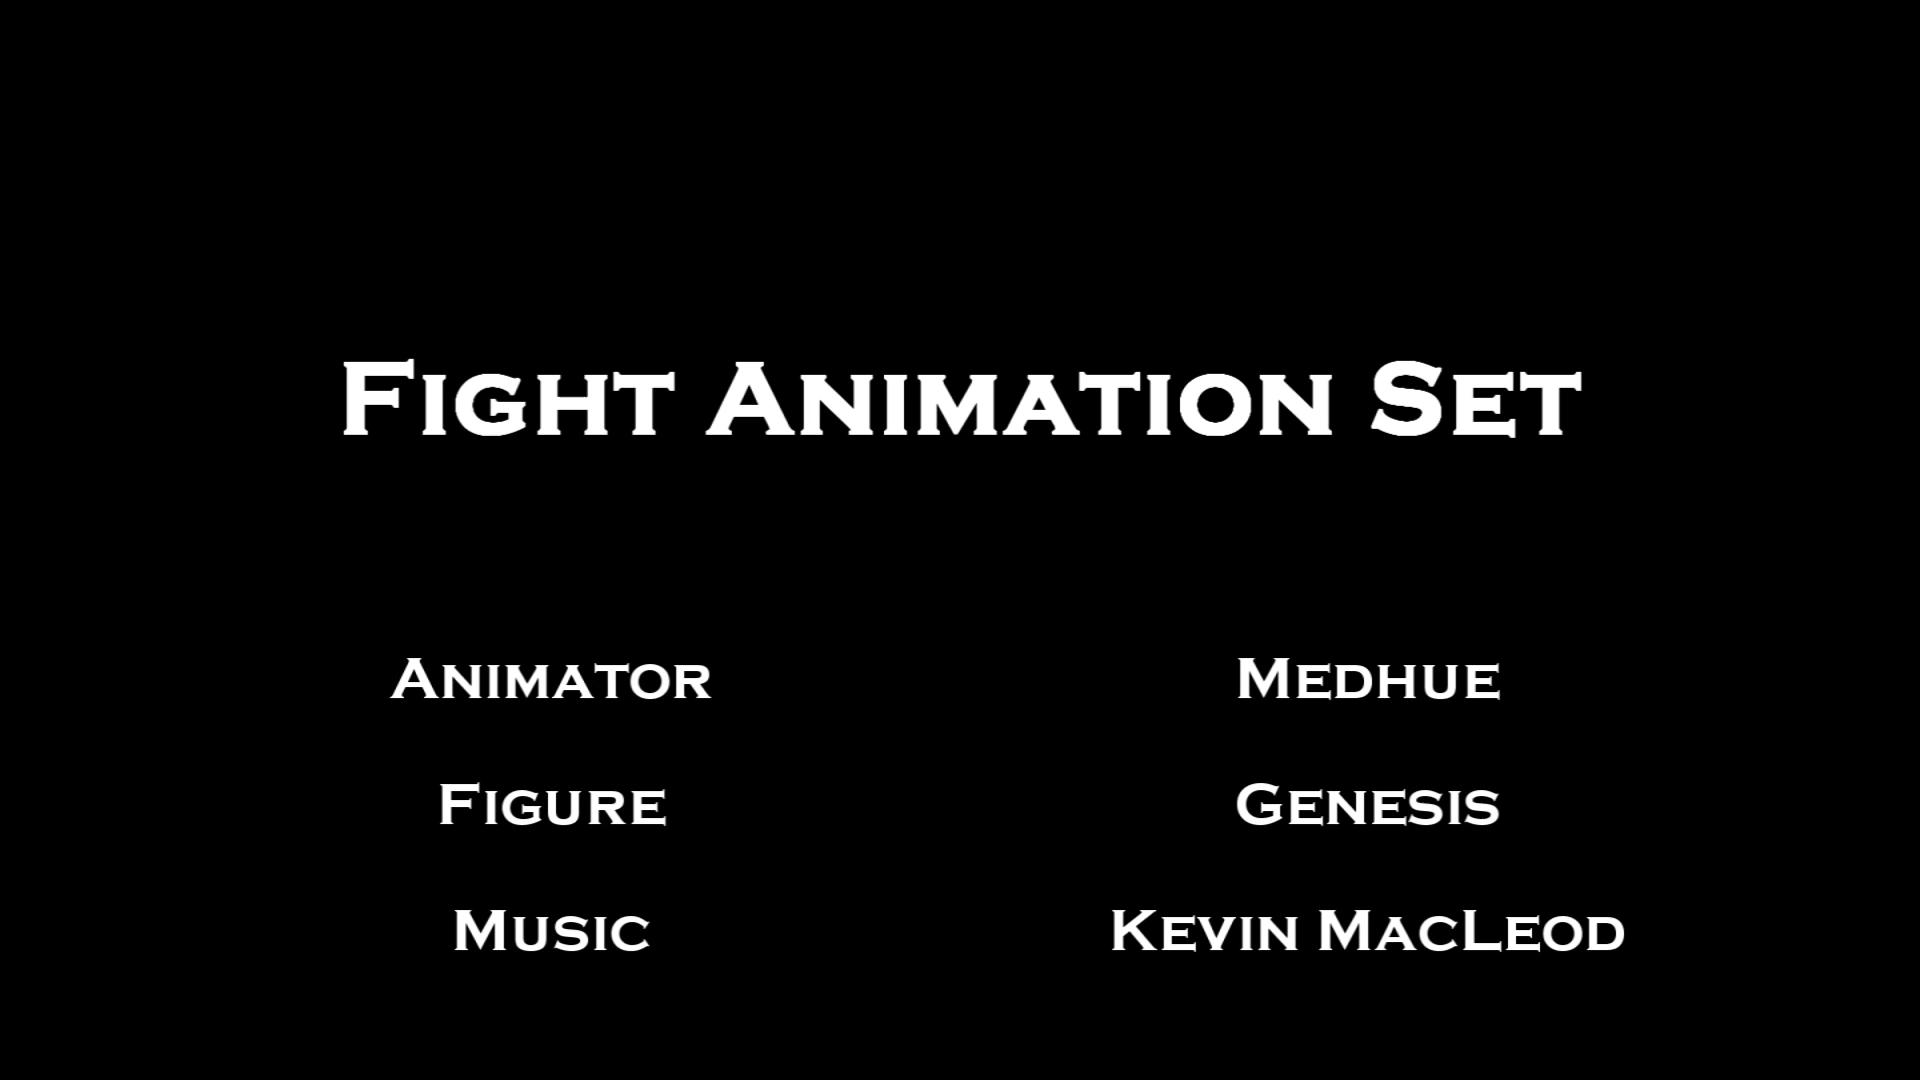 Fight Animation Set
Animator Medhue
Figure Genesis
Music Kevin MacLeod